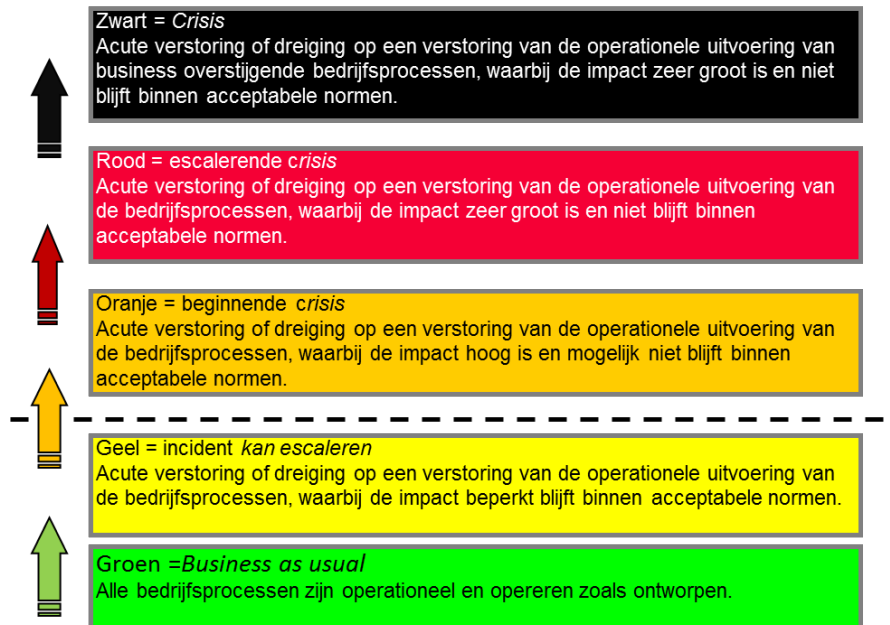 Zwart = Crisis
Acute verstoring of dreiging op een verstoring van de operationele uitvoering van
business overstijgende bedrijfsprocessen, waarbij de impact zeer groot is en niet
blijft binnen acceptabele normen.
Rood = escalerende crisis
Acute verstoring of dreiging op een verstoring van de operationele uitvoering van
de bedrijfsprocessen, waarbij de impact zeer groot is en niet blijft binnen
acceptabele normen.
Oranje = beginnende crisis
Acute verstoring of dreiging op een verstoring van de operationele uitvoering van
de bedrijfsprocessen, waarbij de impact hoog is en mogelijk niet blijft binnen
acceptabele normen.
Geel = incident kan escaleren
Acute verstoring of dreiging op een verstoring van de operationele uitvoering van
de bedrijfsprocessen, waarbij de impact beperkt blijft binnen acceptabele normen.
Groen =Business as usual
Alle bedrijfsprocessen zijn operationeel en opereren zoals ontworpen.